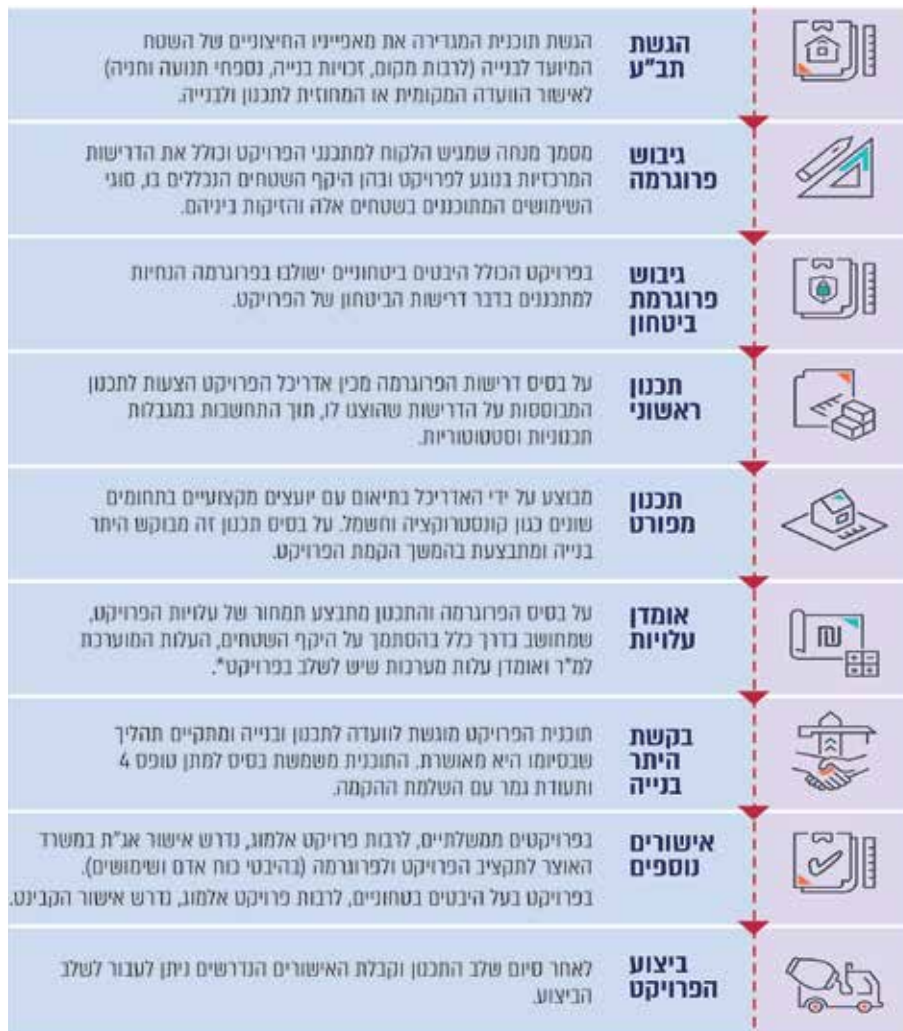 הגשת
תב"ע
הגשת תוכנית המגדירה את מאפייניו החיצוניים של השטח
המיועד לבנייה (לרבות מקום, זכויות בנייה, נספחי תנועה וחניה)
לאישור הוועדה המקומית או המחוזית לתכנון ולבנייה.
גיבוש
פרוגרמה
מסמך מנחה שמגיש הלקוח למתכנני הפרויקט וכולל את הדרישות
המרכזיות בנוגע לפרויקט ובהן היקף השטחים הנכללים בו, סוגי
השימושים המתוכננים בשטחים אלה והזיקות ביניהם.
גיבוש
פרוגרמת
ביטחון
בפרויקט הכולל היבטים ביטחוניים ישולבו בפרוגרמה הנחיות
למתכננים בדבר דרישות הביטחון של הפרויקט.
תכנון
ראשוני
על בסיס דרישות הפרוגרמה מכין אדריכל הפרויקט הצעות לתכנון
המבוססות על הדרישות שהוצגו לו, תוך התחשבות במגבלות
תכנוניות וסטטוטוריות.
תכנון
מפורט
מבוצע על ידי האדריכל בתיאום עם יועצים מקצועיים בתחומים
שונים כגון קונסטרוקציה וחשמל. על בסיס תכנון זה מבוקש היתר
בנייה ומתבצעת בהמשך הקמת הפרויקט.
אומדן
עלויות
על בסיס הפרוגרמה והתכנון מתבצע תמחור של עלויות הפרויקט,
שמחושב בדרך כלל בהסתמך על היקף השטחים, העלות המוערכת
למ"ר ואומדן עלות מערכות שיש לשלב בפרויקט*.
₪
בקשת
היתר
בנייה
תוכנית הפרויקט מוגשת לוועדה לתכנון ובנייה ומתקיים תהליך
שבסיומו היא מאושרת. התוכנית משמשת בסיס למתן טופס 4
ותעודת גמר עם השלמת ההקמה.
אישורים
נוספים
בפרויקטים ממשלתיים, לרבות פרויקט אלמוג, נדרש אישור אג"ת במשרד
האוצר לתקציב הפרויקט ולפרוגרמה (בהיבטי כוח אדם ושימושים).
בפרויקט בעל היבטים בטחוניים, לרבות פרויקט אלמוג, נדרש אישור הקבינט.
ביצוע
הפרויקט
לאחר סיום שלב התכנון וקבלת האישורים הנדרשים ניתן לעבור לשלב
הביצוע.